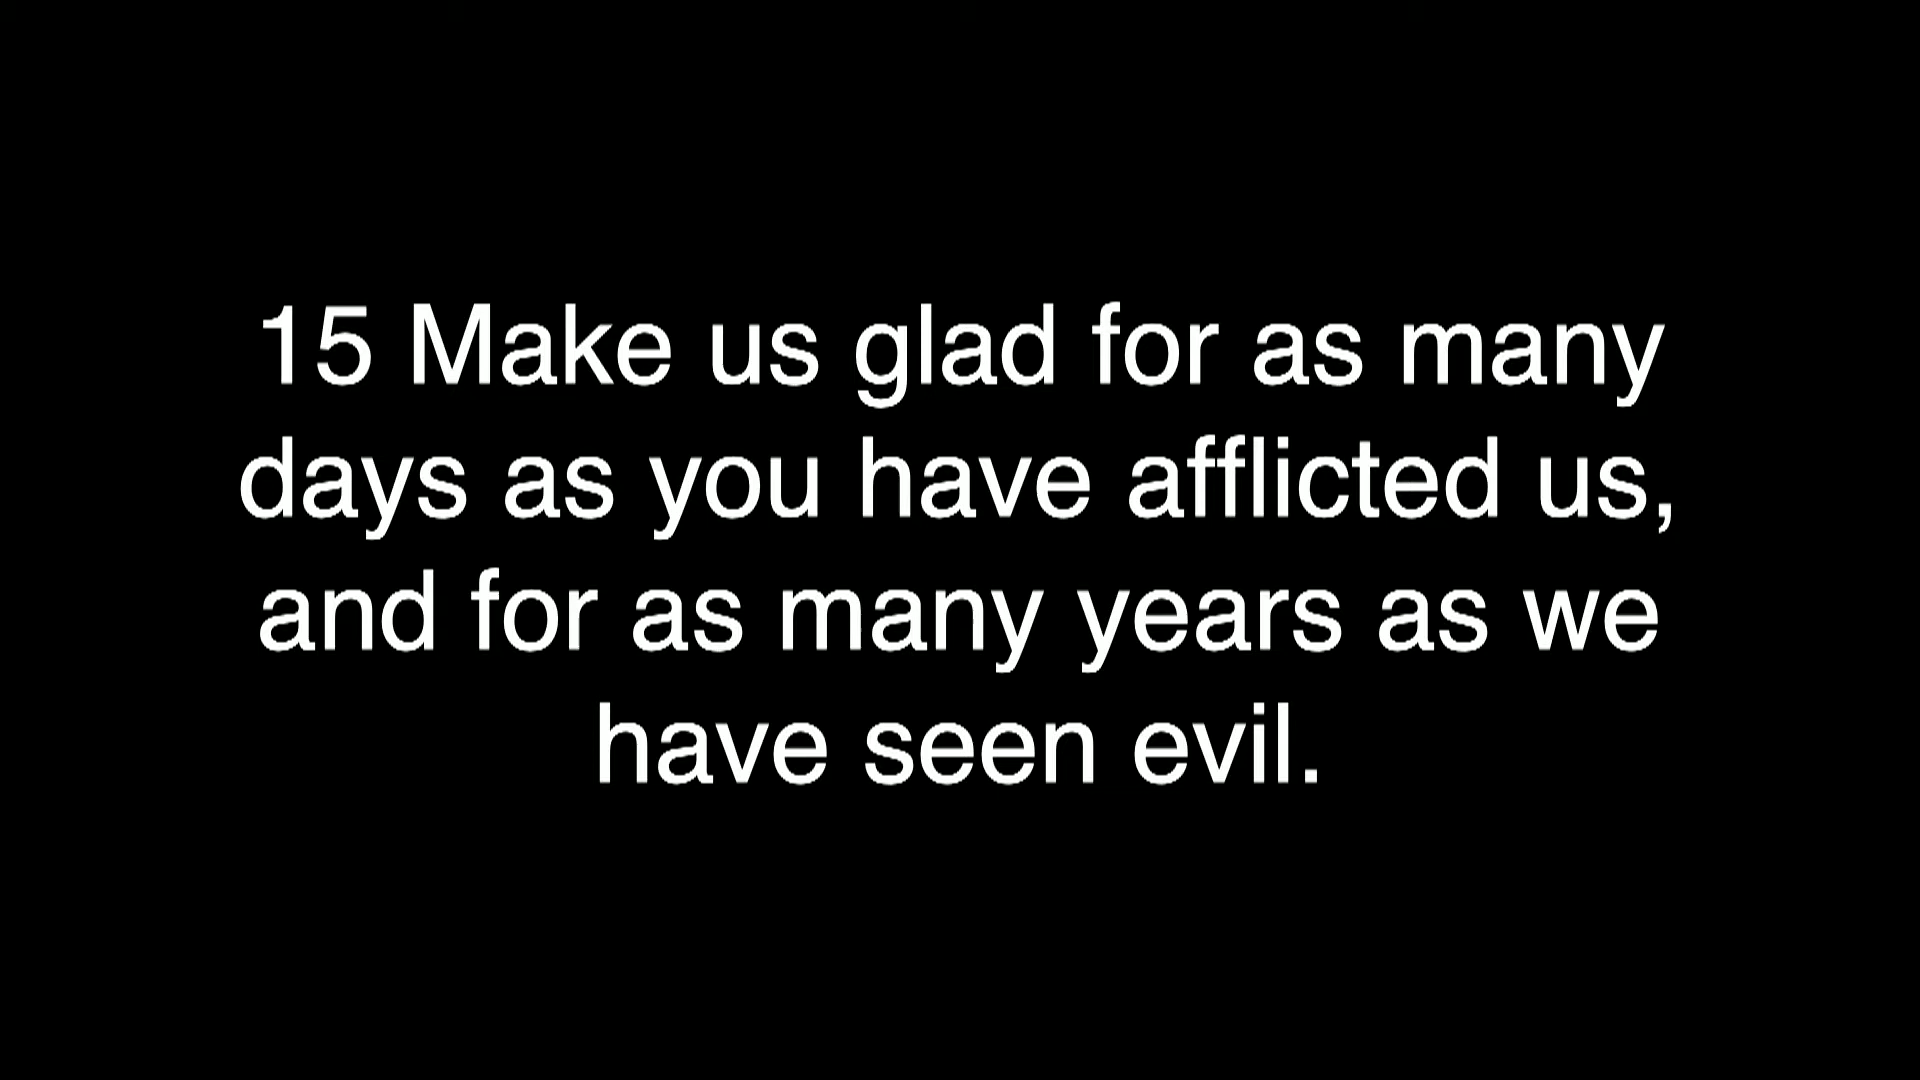 15 Make us glad for as many
days as you have afflicted us,
and for as many years as we
have seen evil.